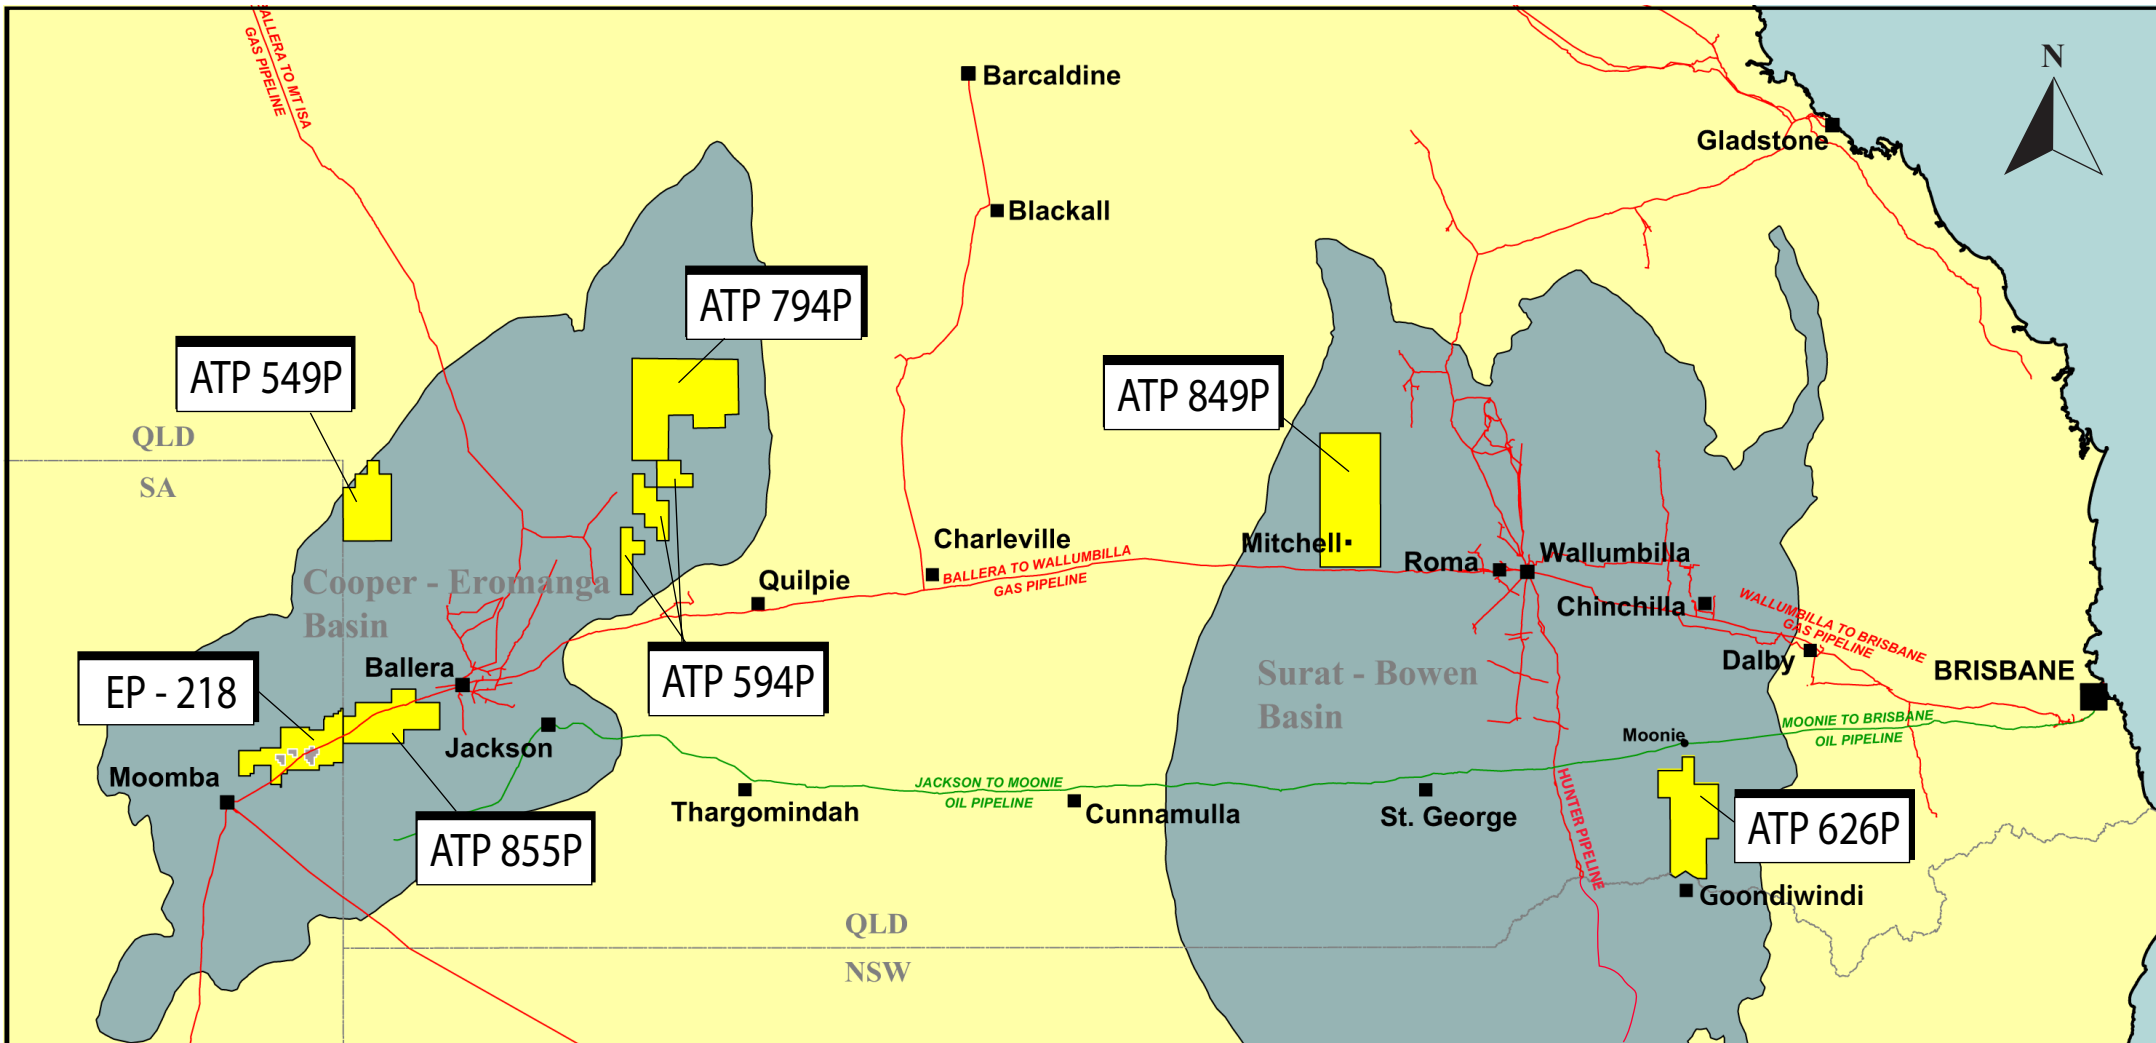 BALLERA TO MT ISA
GAS PIPELINE
Barcaldine
N
Gladstone
Blackall
ATP 794P
ATP 549P
ATP 849P
QLD
SA
Charleville
Mitchell
BALLERA TO WALLUMBILLA
GAS PIPELINE
Roma
Wallumbilla
Cooper - Eromanga
Basin
Quilpie
Chinchilla
WALLUMBILLA TO BRISBANE
GAS PIPELINE
Ballera
EP - 218
ATP 594P
Surat - Bowen
Basin
Dalby
BRISBANE
Jackson
Moonie
MOONIE TO BRISBANE
OIL PIPELINE
Moomba
JACKSON TO MOONIE
OIL PIPELINE
Thargomindah
Cunnamulla
St. George
HUNTER PIPELINE
ATP 626P
ATP 855P
Goondiwindi
QLD
NSW